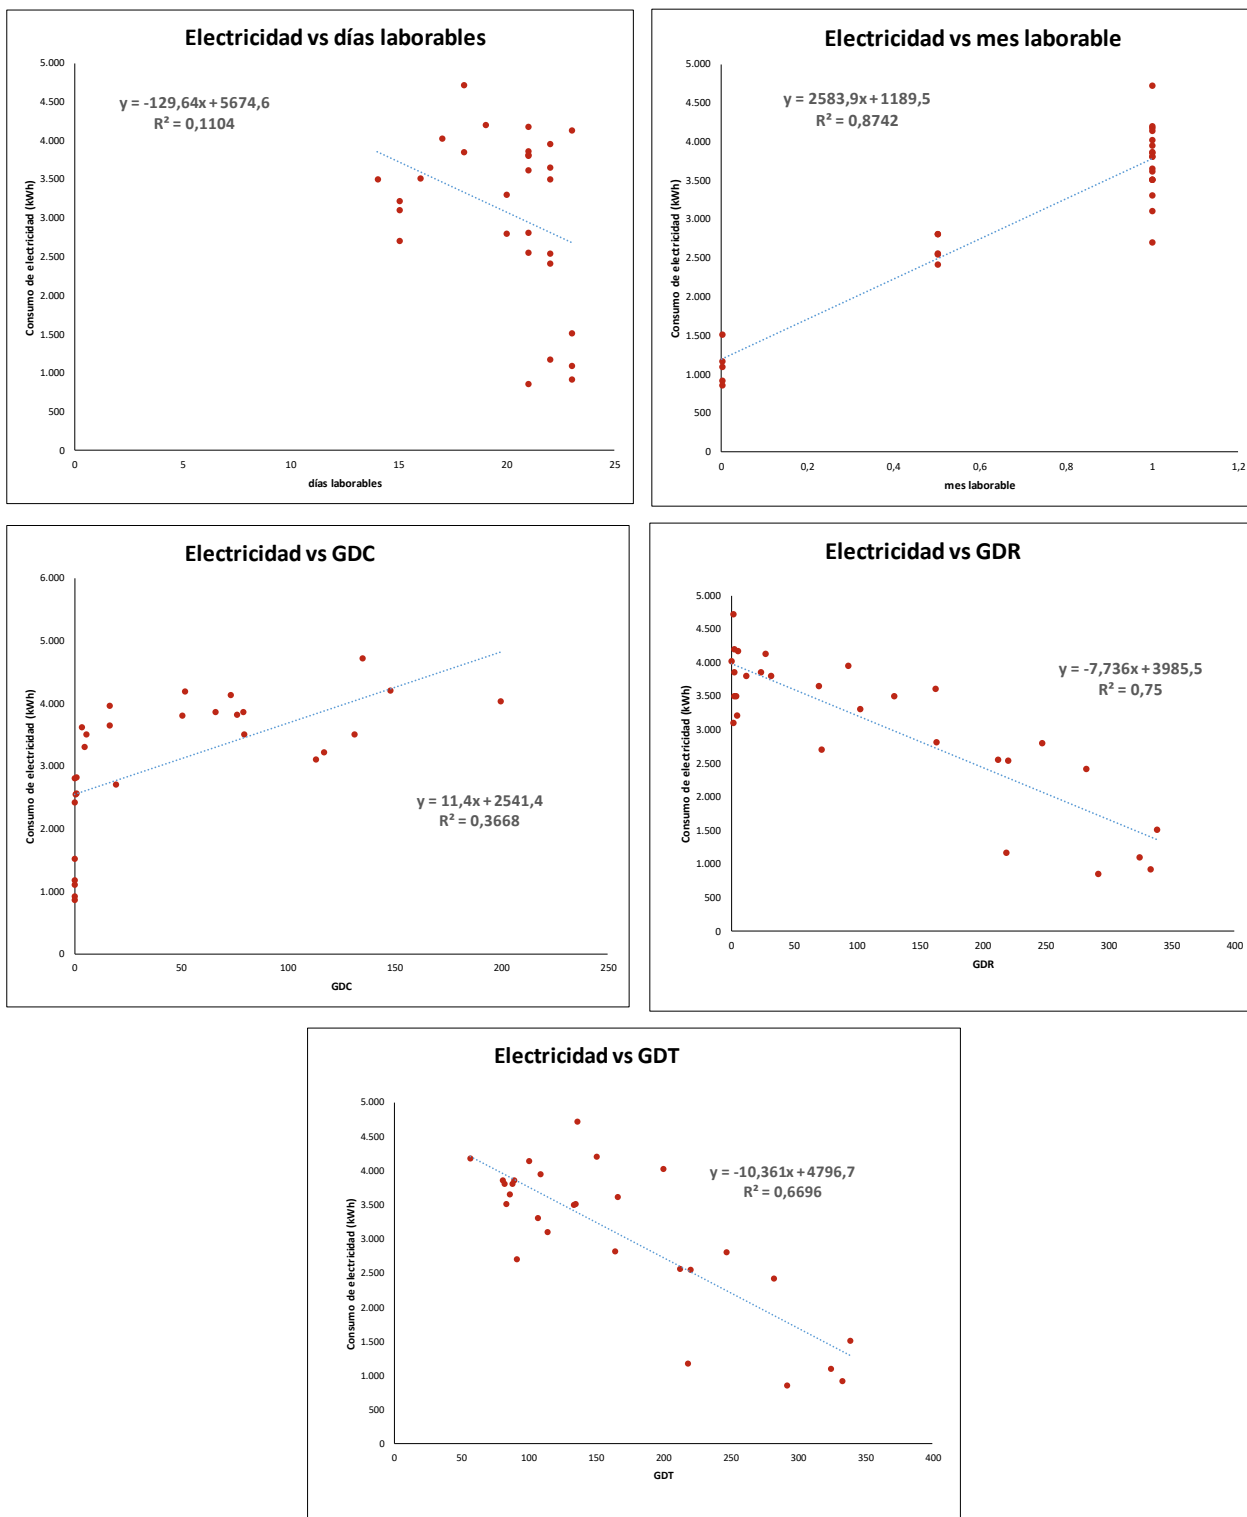 Electricidad vs días laborables
y = -129,64x + 5674,6
R² = 0,1104
Consumo de electricidad (kWh)
5.000
4.500
4.000
3.500
3.000
2.500
2.000
1.500
1.000
500
0
0 5 10 15 20 25
días laborables
Electricidad vs mes laborable
y = 2583,9x + 1189,5
R² = 0,8742
Consumo de electricidad (kWh)
5.000
4.500
4.000
3.500
3.000
2.500
2.000
1.500
1.000
500
0
0 0,2 0,4 0,6 0,8 1 1,2
mes laborable
Electricidad vs GDC
Consumo de electricidad (kWh)
6.000
5.000
4.000
3.000
2.000
1.000
0
y = 11,4x + 2541,4
R² = 0,3668
0 50 100 150 200 250
GDC
Electricidad vs GDR
Consumo de electricidad (kWh)
5.000
4.500
4.000
3.500
3.000
2.500
2.000
1.500
1.000
500
0
y = -7,736x + 3985,5
R² = 0,75
0 50 100 150 200 250 300 350 400
GDR
Electricidad vs GDT
Consumo de electricidad (kWh)
5.000
4.500
4.000
3.500
3.000
2.500
2.000
1.500
1.000
500
0
y = -10,361x + 4796,7
R² = 0,6696
0 50 100 150 200 250 300 350 400
GDT